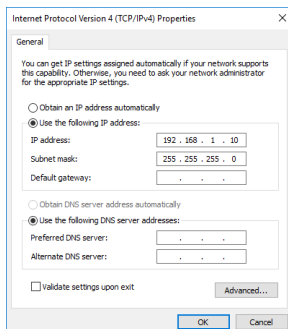 Internet Protocol Version 4 (TCP/IPv4) Properties
General
You can get IP settings assigned automatically if your network supports
this capability. Otherwise, you need to ask your network administrator
for the appropriate IP settings.
Obtain an IP address automatically
Use the following IP address:
IP address: 192 . 168 . 1 . 10
Subnet mask: 255 . 255 . 255 . 0
Default gateway: . . .
Obtain DNS server address automatically
Use the following DNS server addresses:
Preferred DNS server: . . .
Alternate DNS server: . . .
Validate settings upon exit
Advanced...
OK Cancel